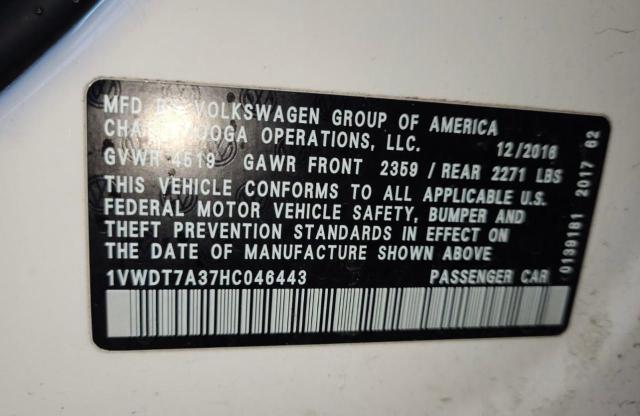 MFD BY VOLKSWAGEN GROUP OF AMERICA
CHATTANOOGA OPERATIONS, LLC. 12/2016
GVWR 4519 GAWR FRONT 2359 / REAR 2271 LBS
THIS VEHICLE CONFORMS TO ALL APPLICABLE U.S.
FEDERAL MOTOR VEHICLE SAFETY, BUMPER AND
THEFT PREVENTION STANDARDS IN EFFECT ON
THE DATE OF MANUFACTURE SHOWN ABOVE
1VWDT7A37HC046443 PASSENGER CAR
0139181 2017 62